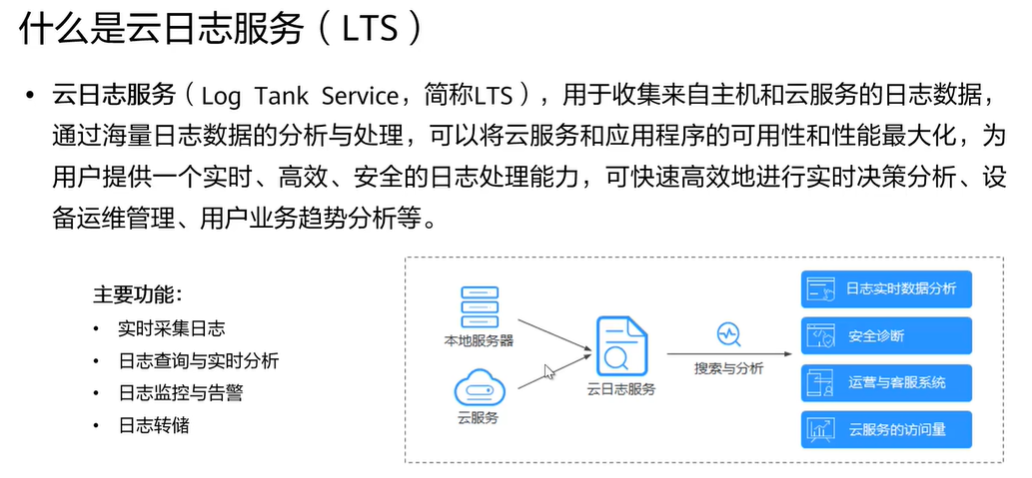 什么是云日志服务（LTS）
• 云日志服务（Log Tank Service，简称LTS），用于收集来自主机和云服务的日志数据，
通过海量日志数据的分析与处理，可以将云服务和应用程序的可用性和性能最大化，为
用户提供一个实时、高效、安全的日志处理能力，可快速高效地进行实时决策分析、设
备运维管理、用户业务趋势分析等。
主要功能：
• 实时采集日志
• 日志查询与实时分析
• 日志监控与告警
• 日志转储
本地服务器
云服务
云日志服务
搜索与分析
日志实时数据分析
安全诊断
运营与客服系统
云服务的访问量